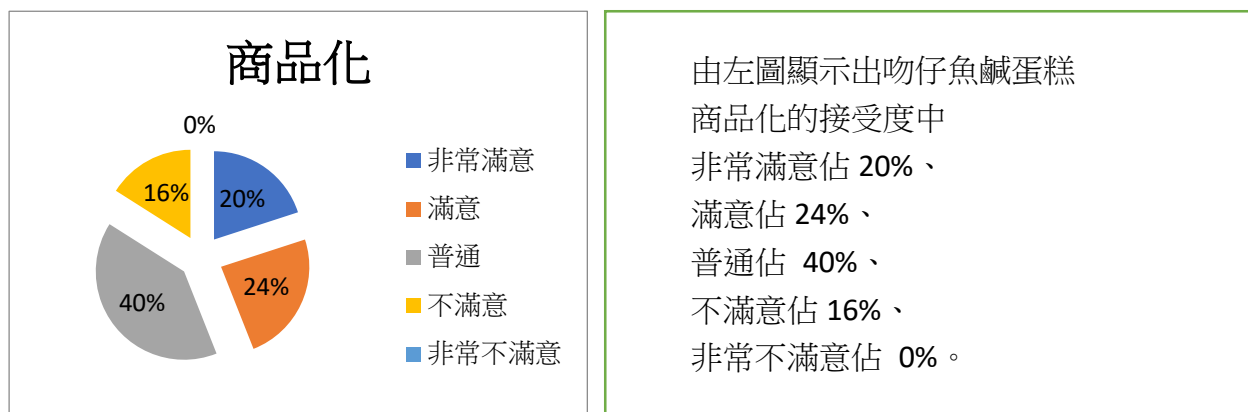 商品化
0%
20%
24%
40%
16%
非常滿意
滿意
普通
不滿意
非常不滿意
由左圖顯示出吻仔魚鹹蛋糕
商品化的接受度中
非常滿意佔 20%、
滿意佔 24%、
普通佔 40%、
不滿意佔 16%、
非常不滿意佔 0%。